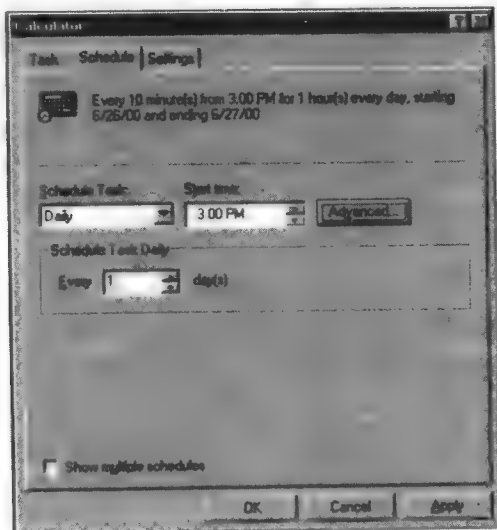 Calculator
Task Schedule Settings
Every 10 minute(s) from 3:00 PM for 1 hour(s) every day, starting
6/26/00 and ending 6/27/00
Schedule Task: Start time:
Daily 3:00 PM Advanced...
Schedule Task Daily
Every 1 day(s)
Show multiple schedules
OK Cancel Apply